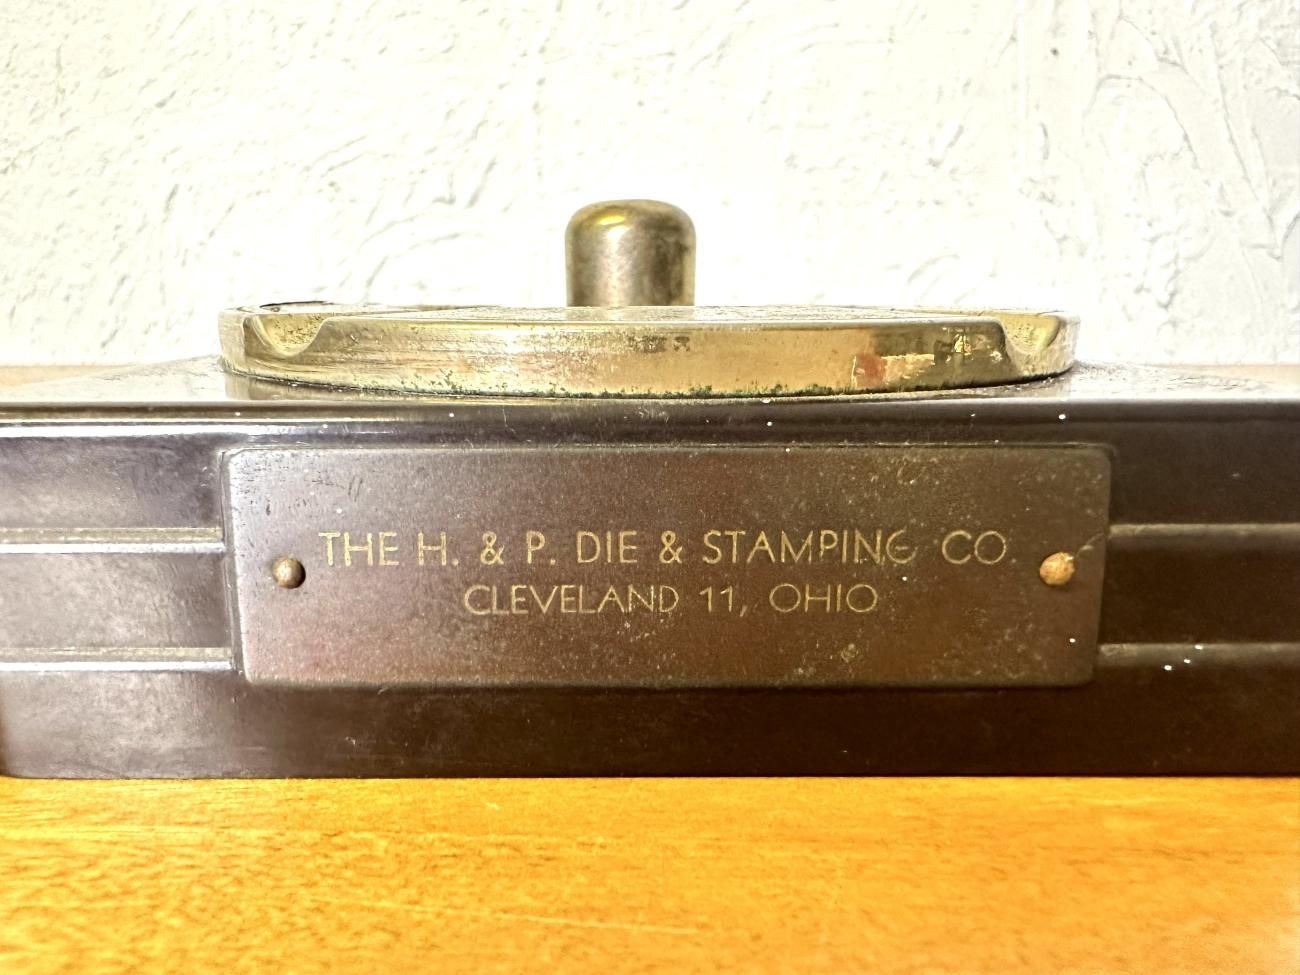 THE H. & P. DIE & STAMPING CO
CLEVELAND 11, OHIO